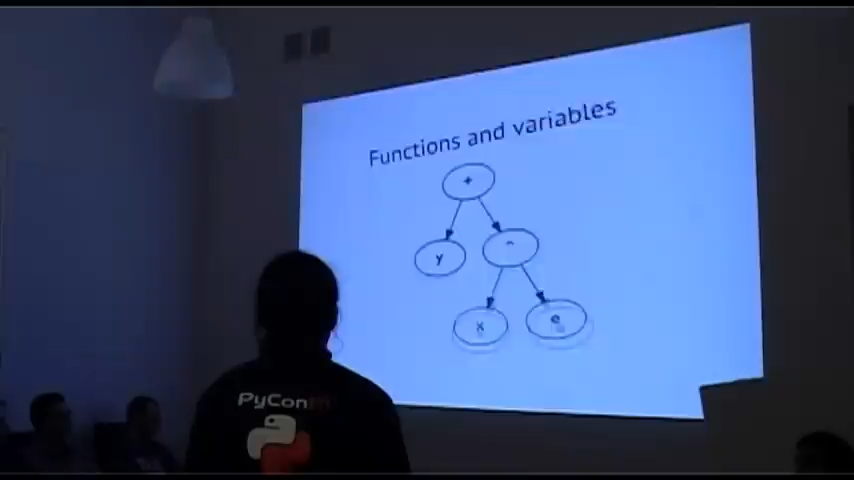 Functions and variables
+
y
^
x
e
PyCon